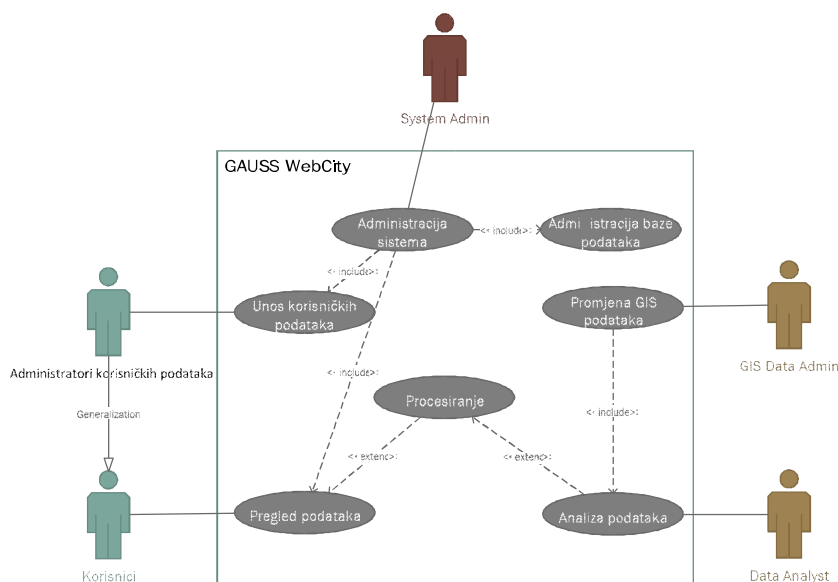 System Admin
GAUSS WebCity
Administracija
sistema
<< include>:
Admi istracija baze
podataka
<< include>:
Unos korisničkih
podataka
Promjena GIS
podataka
Administratori korisničkih podataka
GIS Data Admin
<< include>:
Procesiranje
Generalization
<< include>:
<< extend>:
<< extend>:
Pregled podataka
Analiza podataka
Korisnici
Data Analyst